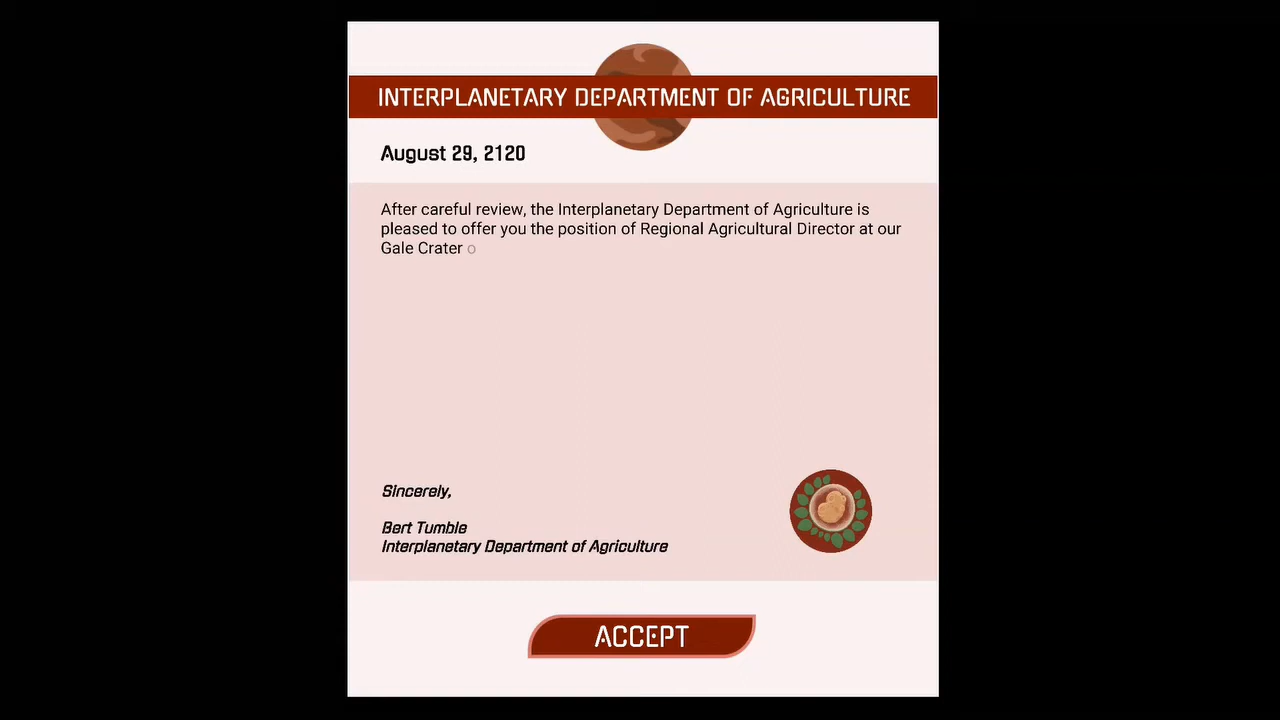 INTERPLANETARY DEPARTMENT OF AGRICULTURE
August 29, 2120
After careful review, the Interplanetary Department of Agriculture is
pleased to offer you the position of Regional Agricultural Director at our
Gale Crater o
Sincerely,
Bert Tumble
Interplanetary Department of Agriculture
ACCEPT